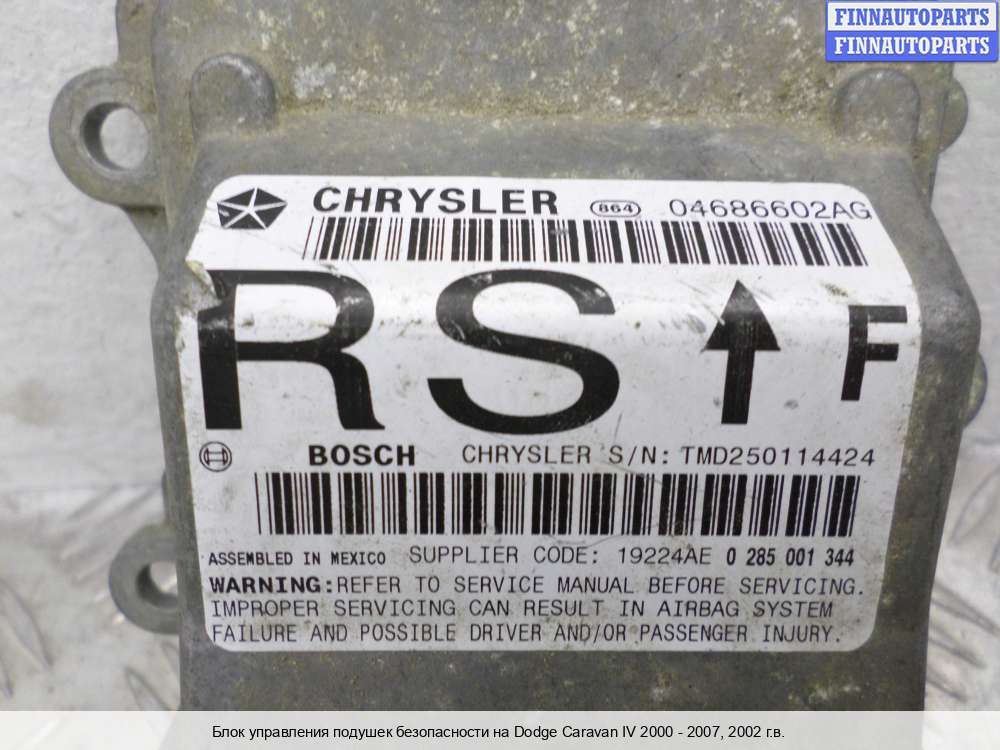 FINNAUTOPARTS
FINNAUTOPARTS
CHRYSLER 864 04686602AG
RS F
BOSCH CHRYSLER S/N: TMD250114424
ASSEMBLED IN MEXICO SUPPLIER CODE: 19224AE 0 285 001 344
WARNING:REFER TO SERVICE MANUAL BEFORE SERVICING.
IMPROPER SERVICING CAN RESULT IN AIRBAG SYSTEM
FAILURE AND POSSIBLE DRIVER AND/OR PASSENGER INJURY.
Блок управления подушек безопасности на Dodge Caravan IV 2000 - 2007, 2002 г.в.